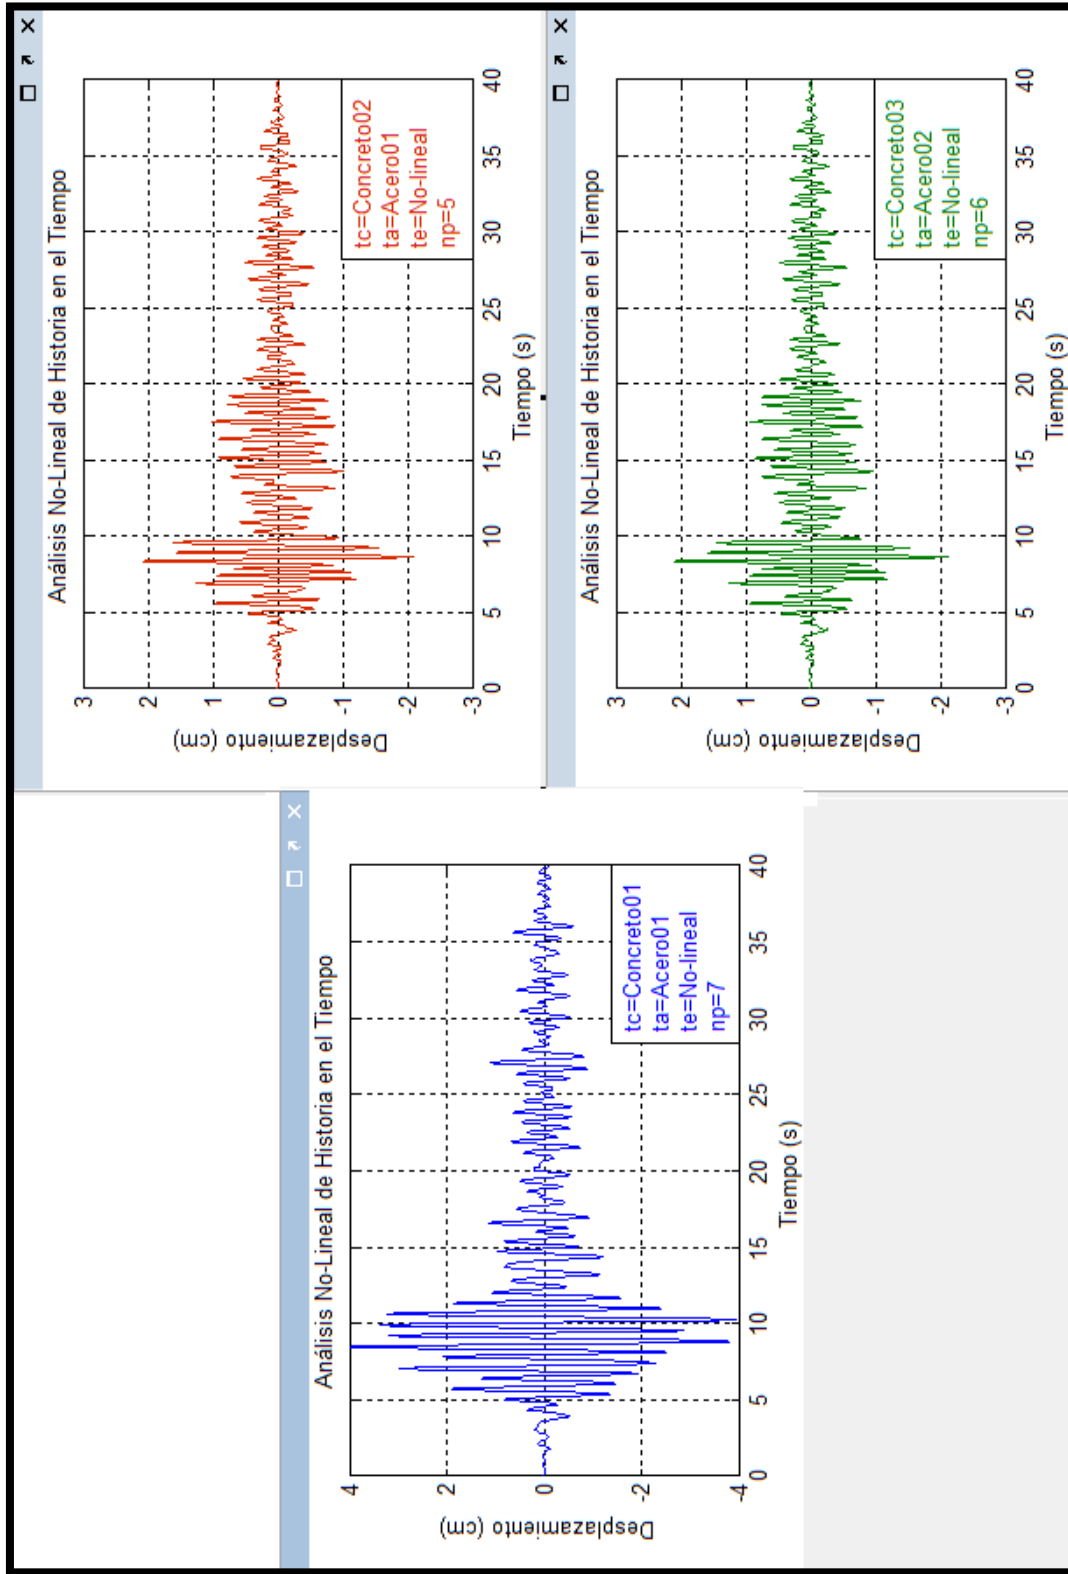 Análisis No-Lineal de Historia en el Tiempo
Desplazamiento (cm)
4
2
0
-2
-4
0
5
10
15
20
25
30
35
40
Tiempo (s)
tc=Concreto01
ta=Acero01
te=No-lineal
np=7
Análisis No-Lineal de Historia en el Tiempo
Desplazamiento (cm)
3
2
1
0
-1
-2
-3
0
5
10
15
20
25
30
35
40
Tiempo (s)
tc=Concreto02
ta=Acero01
te=No-lineal
np=5
Análisis No-Lineal de Historia en el Tiempo
Desplazamiento (cm)
3
2
1
0
-1
-2
-3
0
5
10
15
20
25
30
35
40
Tiempo (s)
tc=Concreto03
ta=Acero02
te=No-lineal
np=6